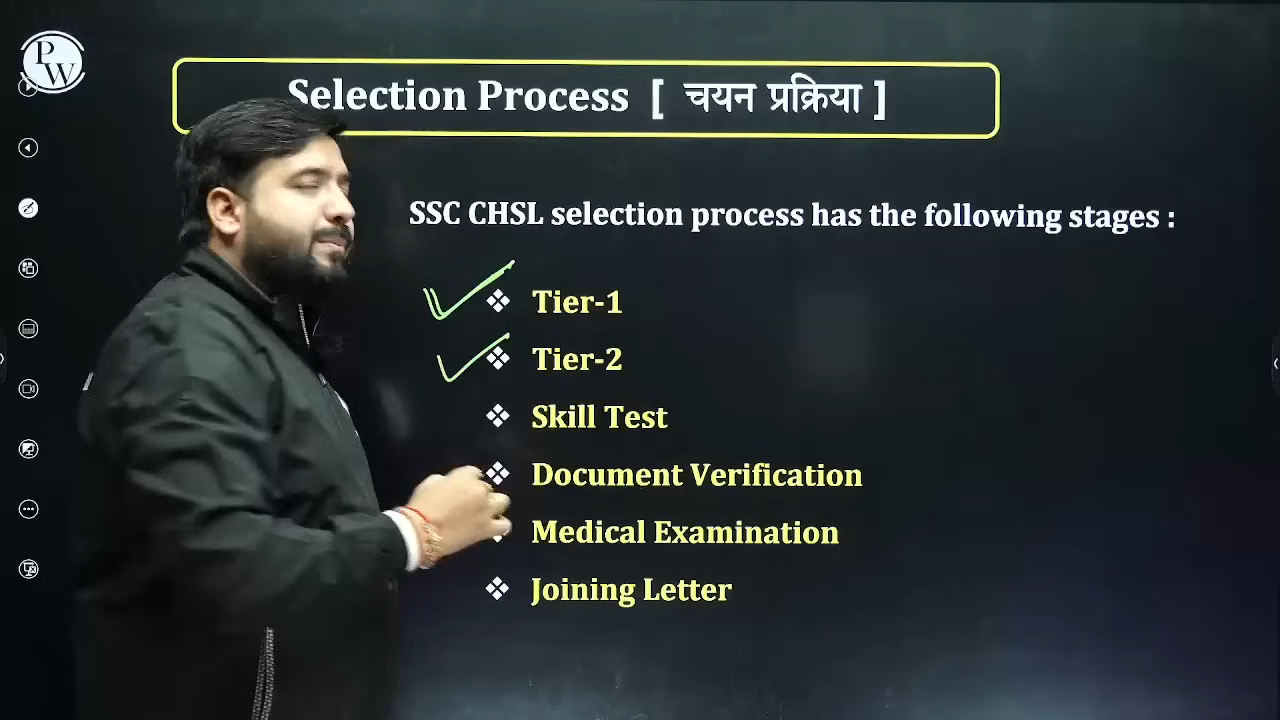 PW
Selection Process [ चयन प्रक्रिया ]
SSC CHSL selection process has the following stages :
❖ Tier-1
❖ Tier-2
❖ Skill Test
❖ Document Verification
❖ Medical Examination
❖ Joining Letter